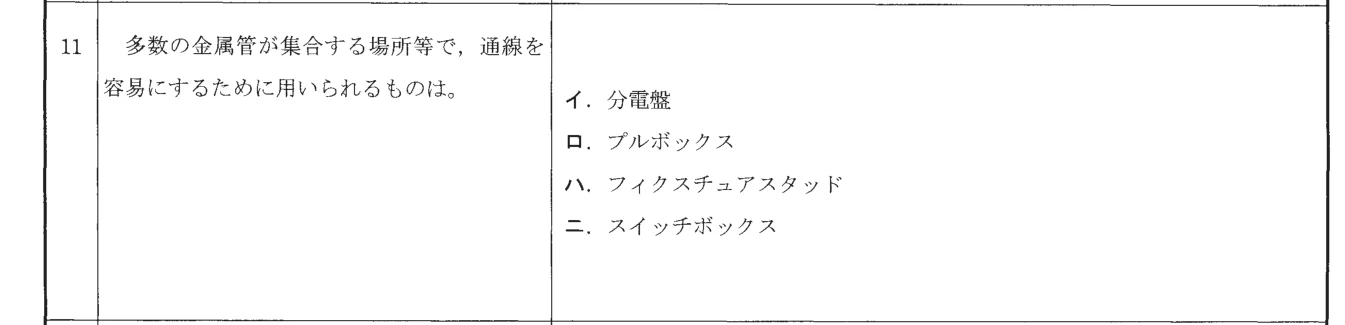 11 多数の金属管が集合する場所等で，通線を
容易にするために用いられるものは。
イ．分電盤
ロ．プルボックス
ハ．フィクスチュアスタッド
ニ．スイッチボックス